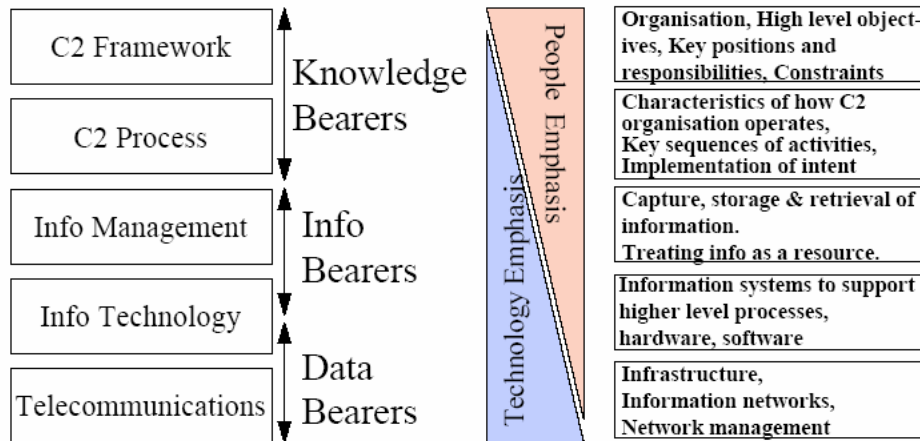 C2 Framework
C2 Process
Info Management
Info Technology
Telecommunications
Knowledge
Bearers
Info
Bearers
Data
Bearers
Technology Emphasis
People Emphasis
Organisation, High level object-
ives, Key positions and
responsibilities, Constraints
Characteristics of how C2
organisation operates,
Key sequences of activities,
Implementation of intent
Capture, storage & retrieval of
information.
Treating info as a resource.
Information systems to support
higher level processes,
hardware, software
Infrastructure,
Information networks,
Network management